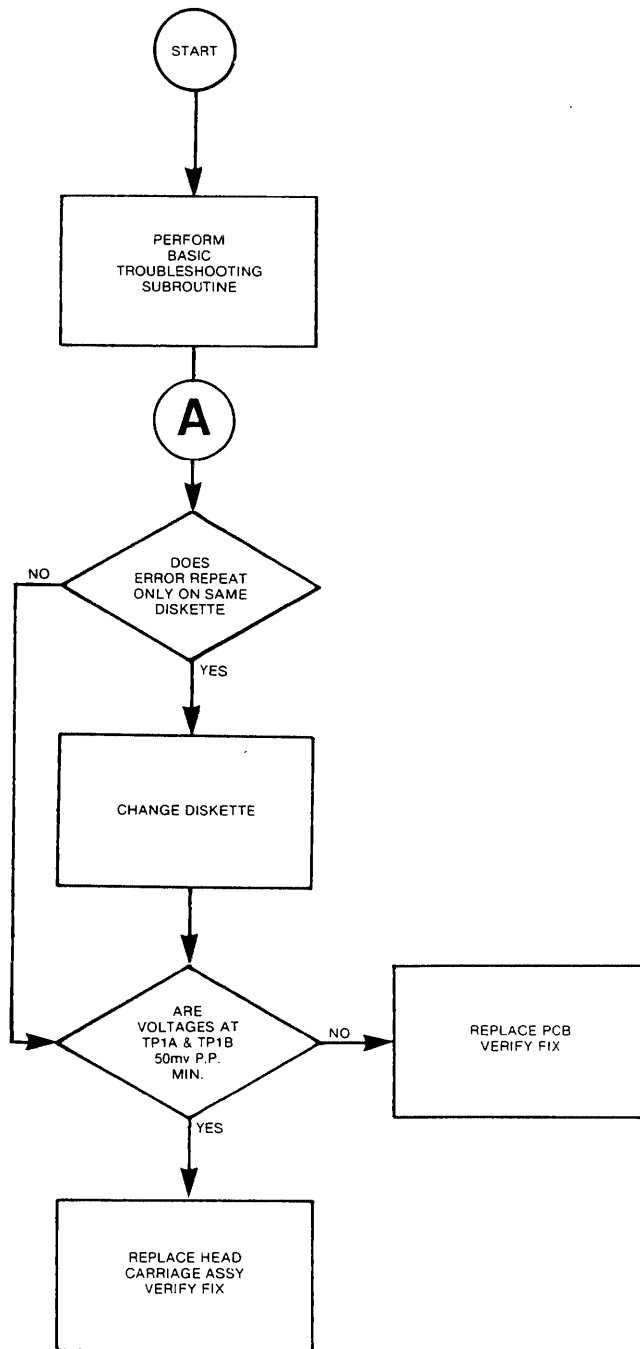 START
PERFORM
BASIC
TROUBLESHOOTING
SUBROUTINE
A
DOES
ERROR REPEAT
ONLY ON SAME
DISKETTE
NO
YES
CHANGE DISKETTE
ARE
VOLTAGES AT
TP1A & TP1B
50mv P.P.
MIN.
NO
REPLACE PCB
VERIFY FIX
YES
REPLACE HEAD
CARRIAGE ASSY
VERIFY FIX